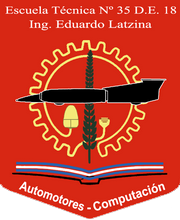 Escuela Técnica Nº 35 D.E. 18
Ing. Eduardo Latzina
Automotores - Computación